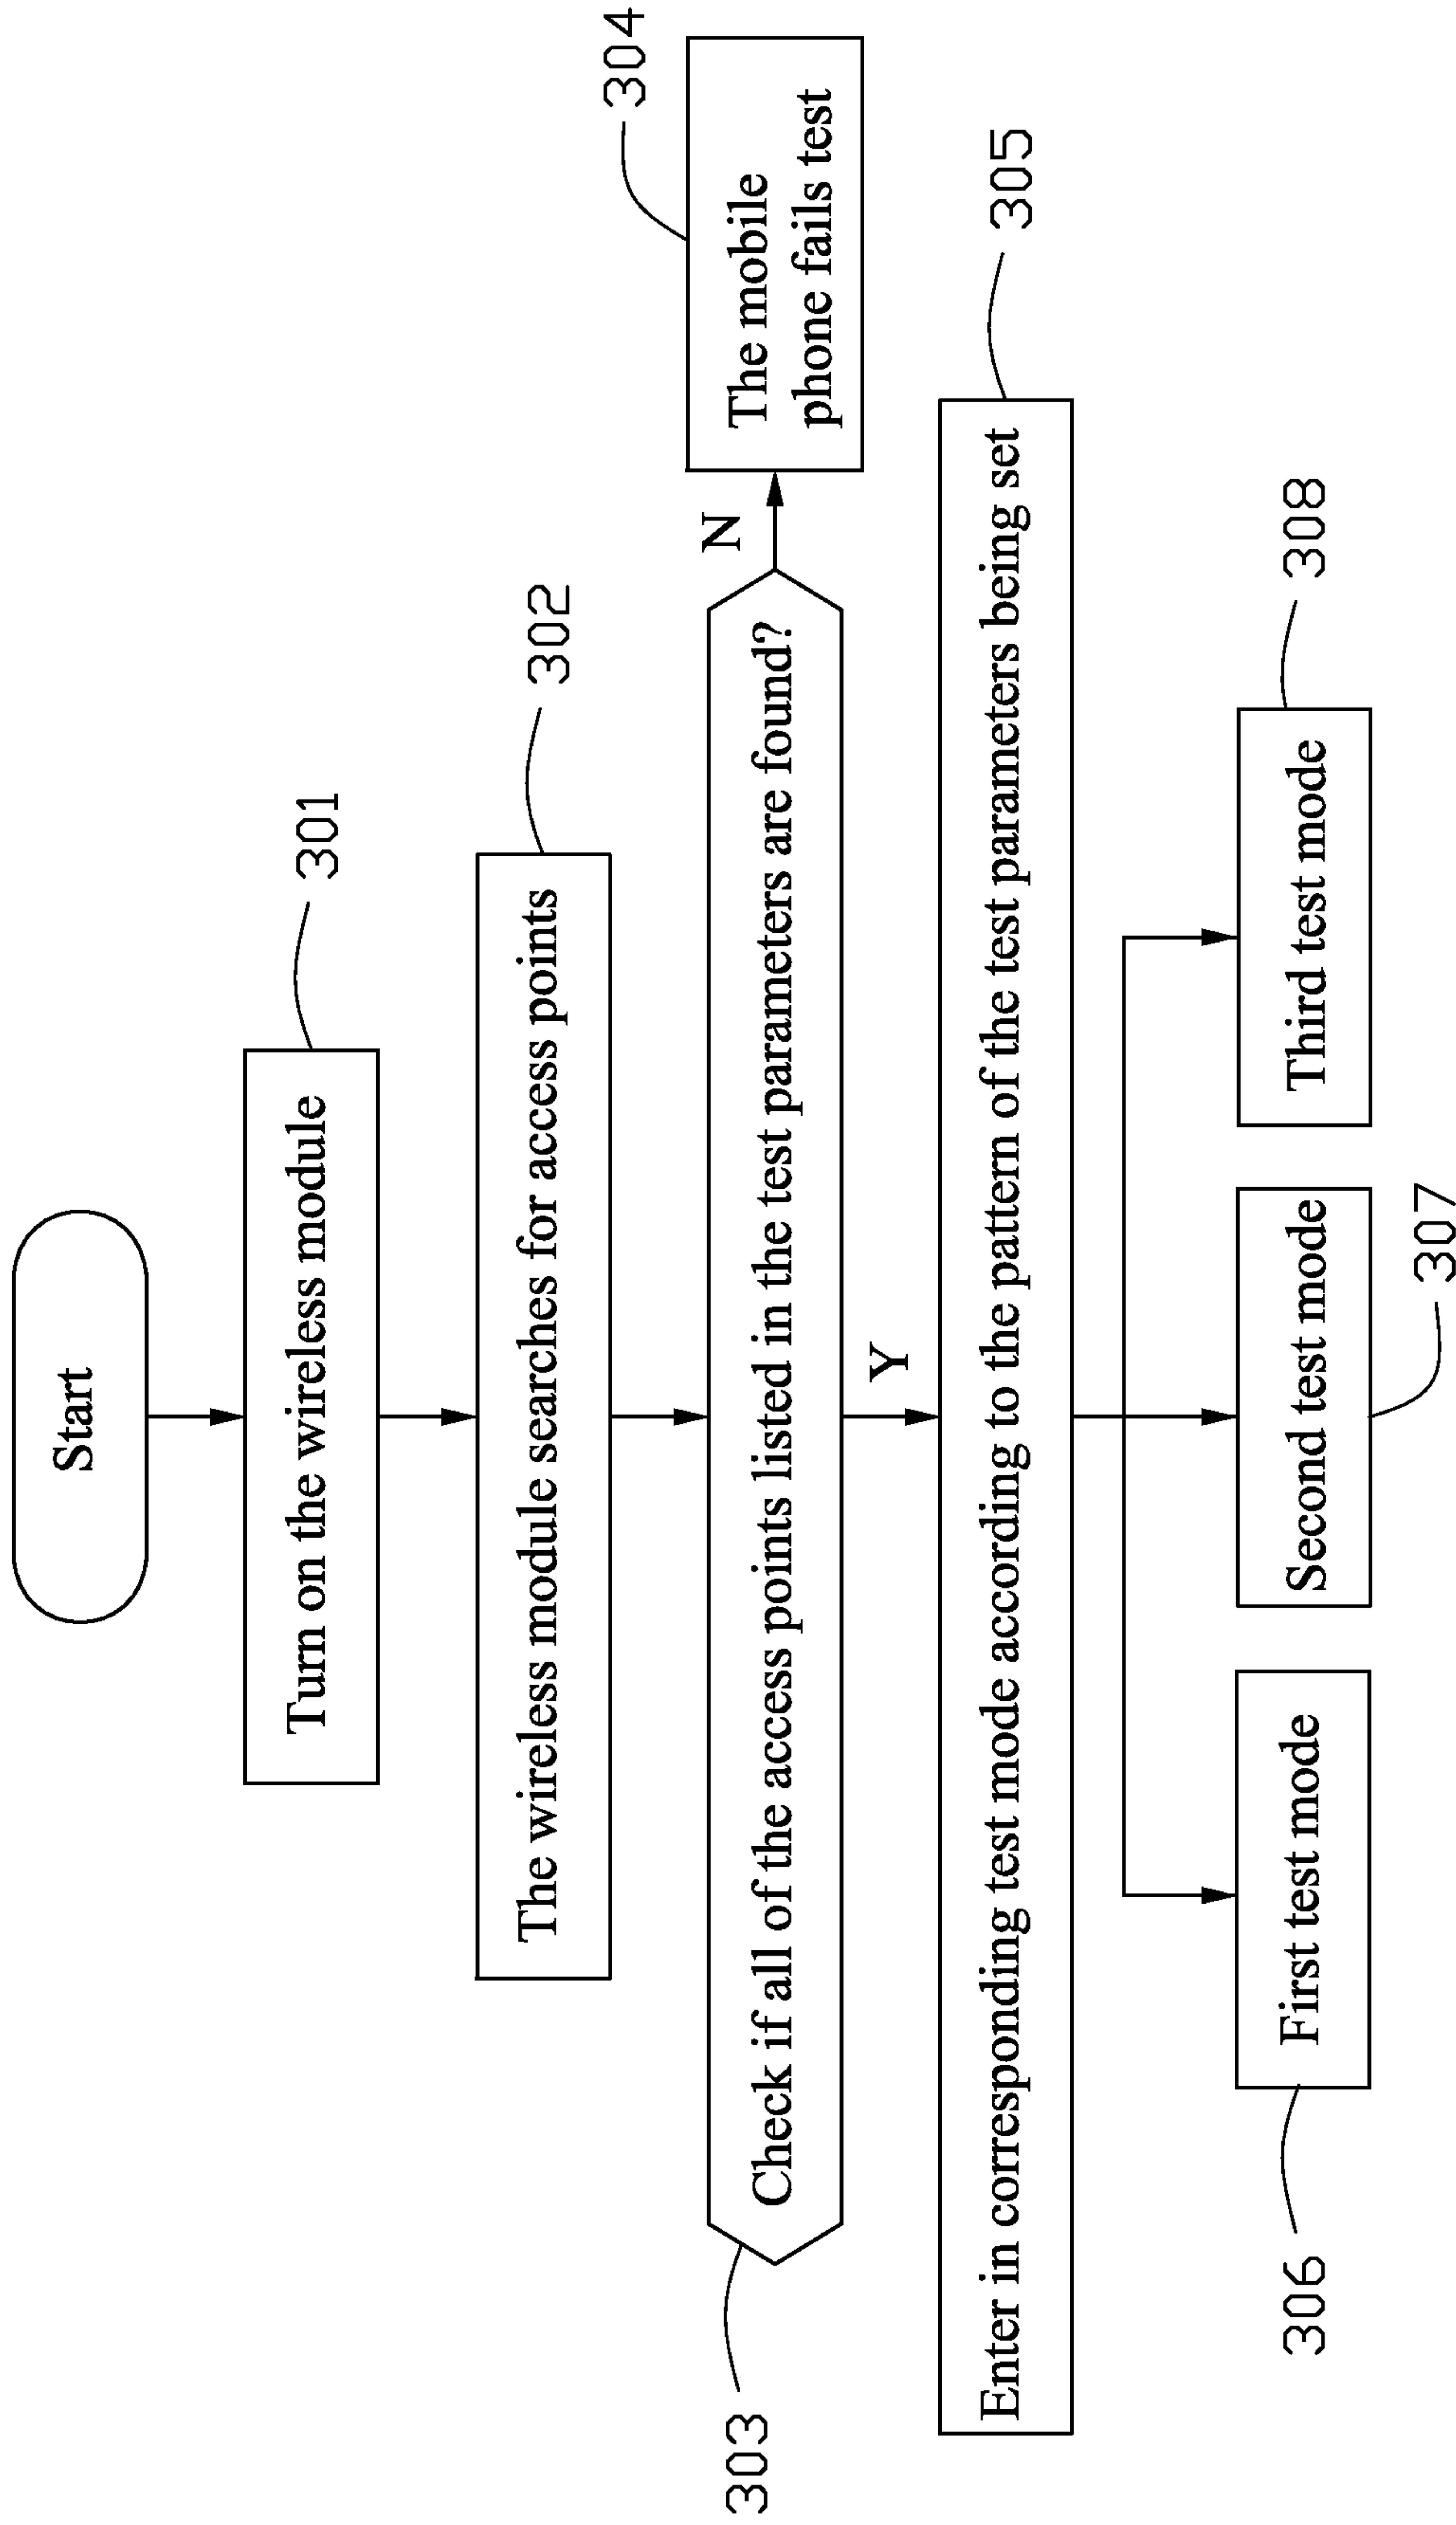 Start
Turn on the wireless module
301
The wireless module searches for access points
302
303
Check if all of the access points listed in the test parameters are found?
N
The mobile
phone fails test
304
Y
Enter in corresponding test mode according to the pattern of the test parameters being set
305
306
First test mode
Second test mode
307
Third test mode
308